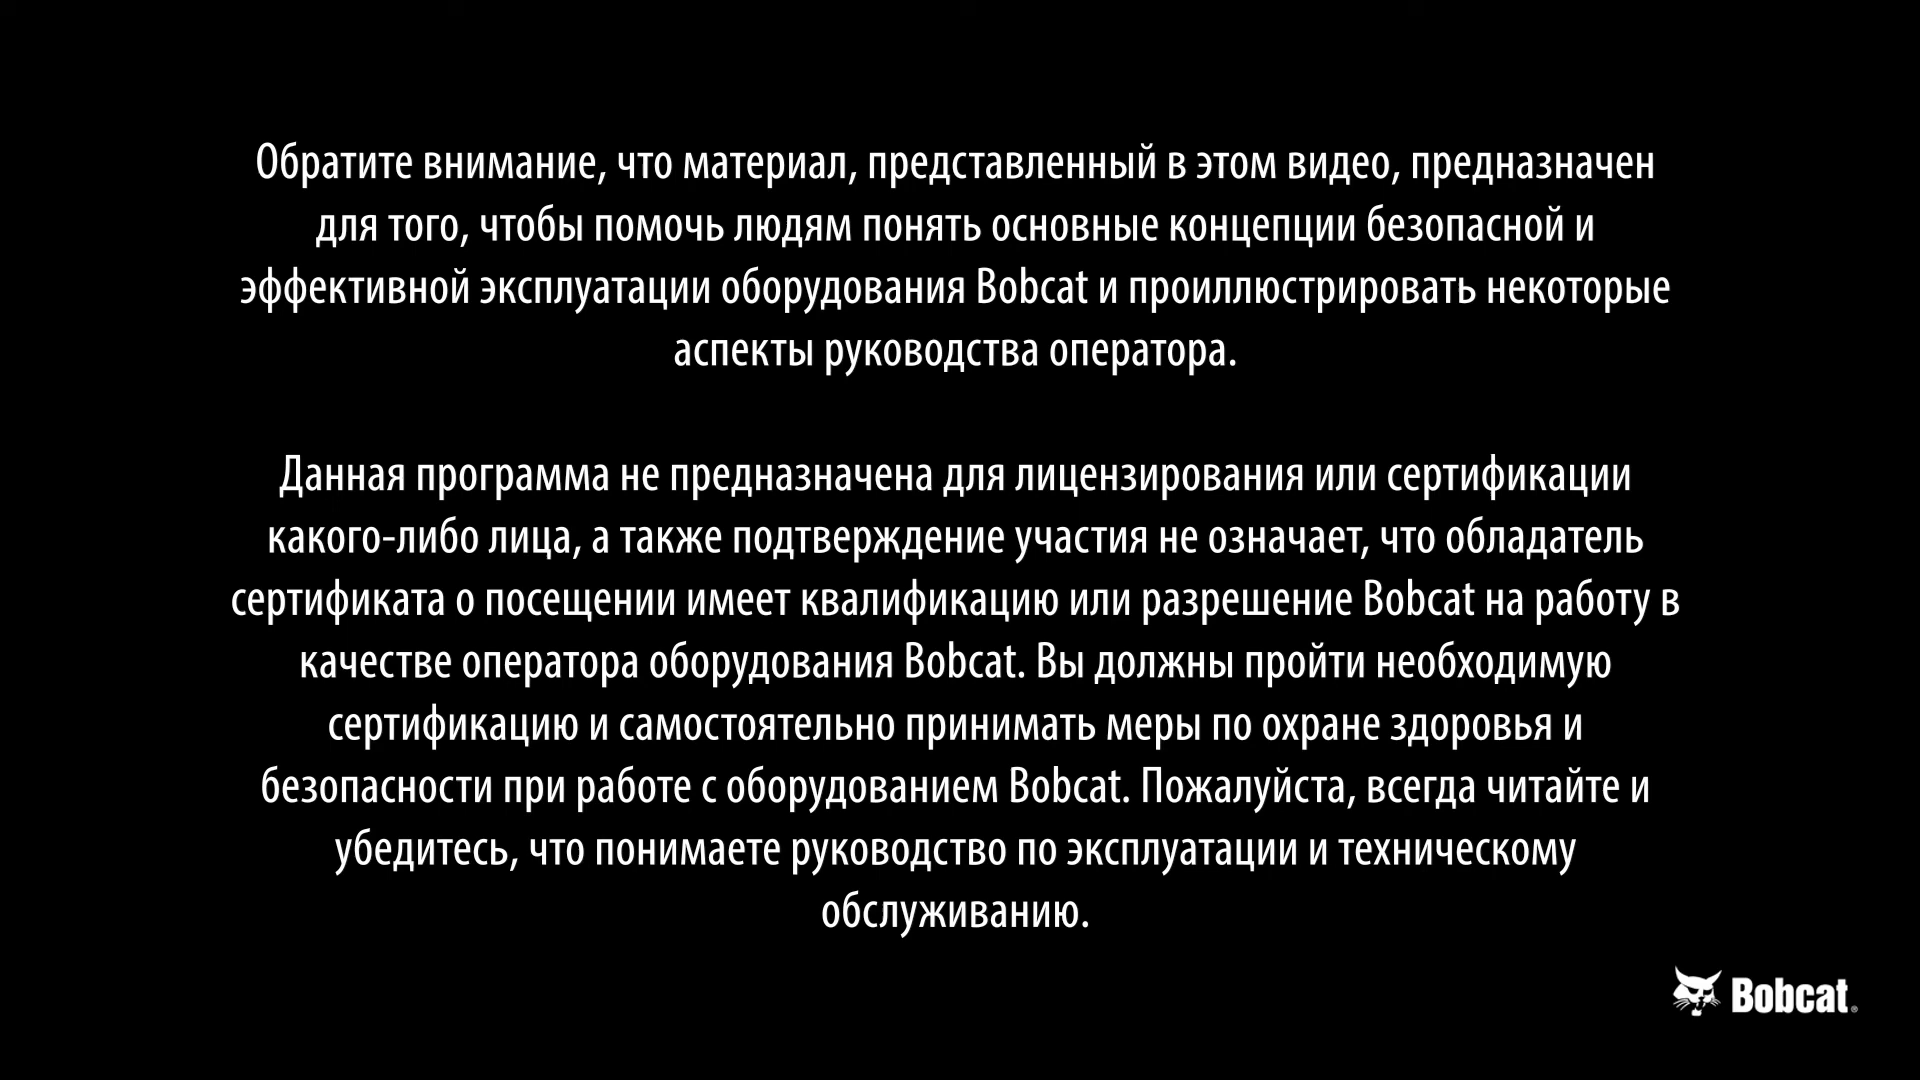 Обратите внимание, что материал, представленный в этом видео, предназначен
для того, чтобы помочь людям понять основные концепции безопасной и
эффективной эксплуатации оборудования Bobcat и проиллюстрировать некоторые
аспекты руководства оператора.
Данная программа не предназначена для лицензирования или сертификации
какого-либо лица, а также подтверждение участия не означает, что обладатель
сертификата о посещении имеет квалификацию или разрешение Bobcat на работу в
качестве оператора оборудования Bobcat. Вы должны пройти необходимую
сертификацию и самостоятельно принимать меры по охране здоровья и
безопасности при работе с оборудованием Bobcat. Пожалуйста, всегда читайте и
убедитесь, что понимаете руководство по эксплуатации и техническому
обслуживанию.
Bobcat®